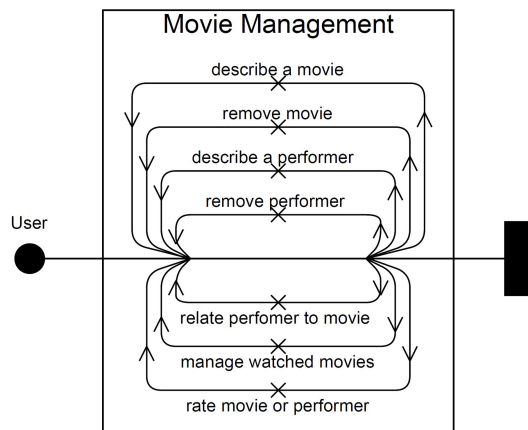 Movie Management
describe a movie
remove movie
describe a performer
remove performer
User
relate perfomer to movie
manage watched movies
rate movie or performer